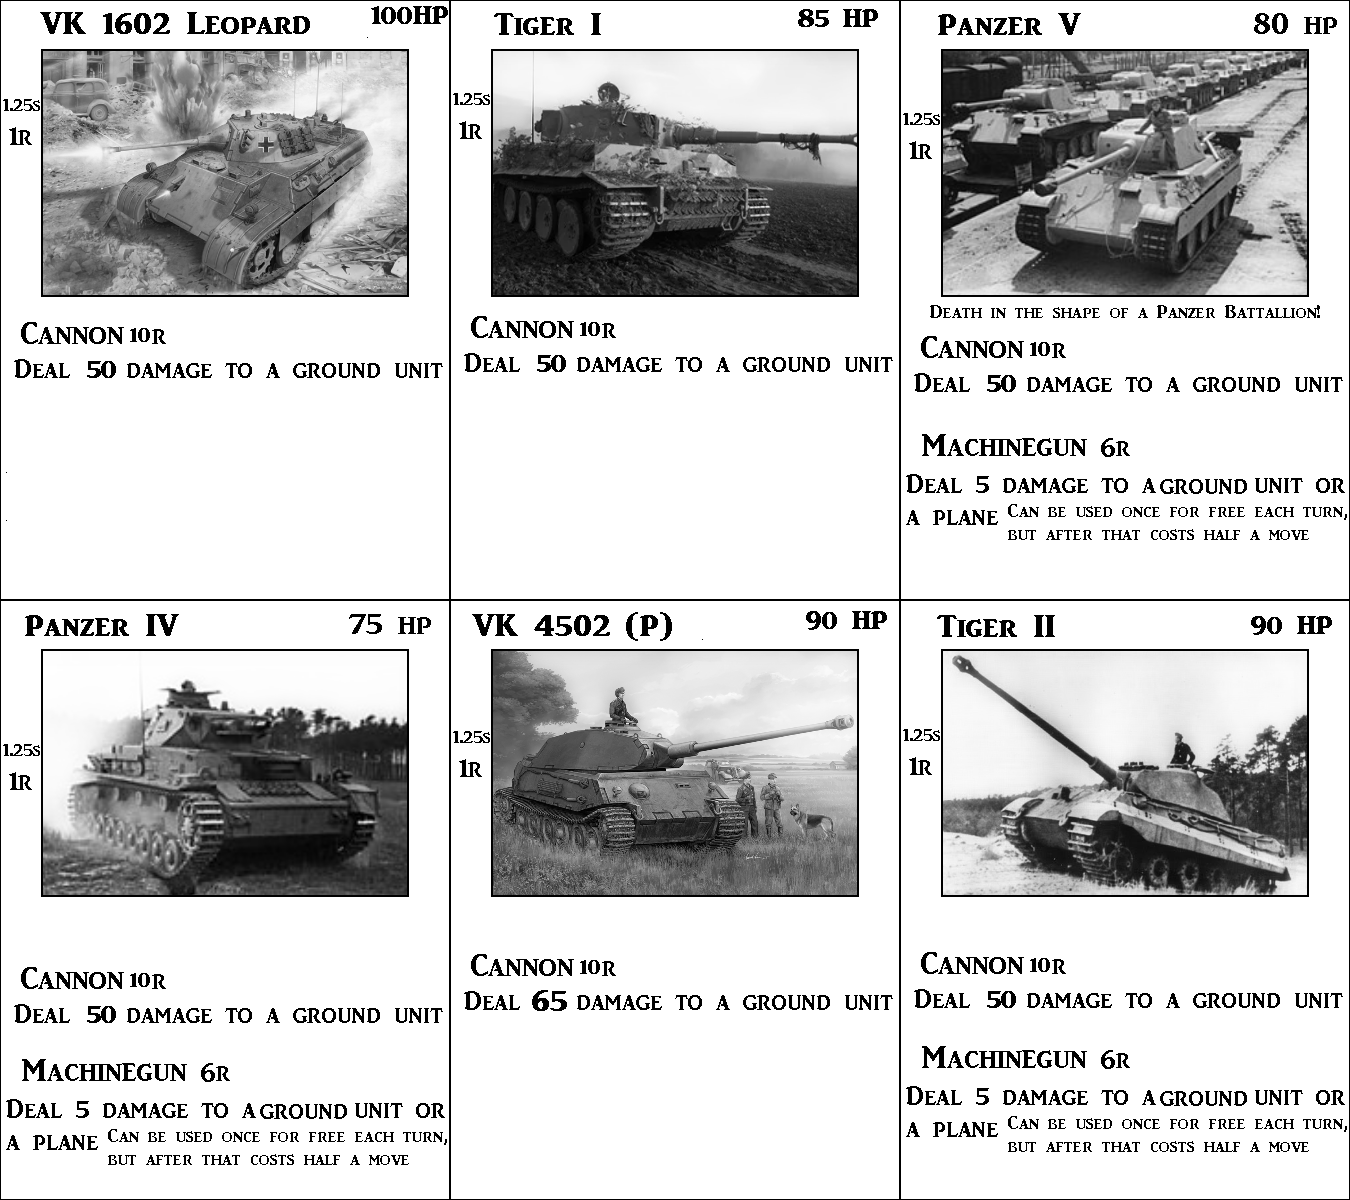 VK 1602 Leopard 100HP
1.25s
1R
Cannon 10R
Deal 50 damage to a ground unit
Tiger I 85 HP
1.25s
1R
Cannon 10R
Deal 50 damage to a ground unit
Panzer V 80 HP
1.25s
1R
Death in the shape of a Panzer Battallion!
Cannon 10R
Deal 50 damage to a ground unit
Machinegun 6R
Deal 5 damage to a ground unit or
a plane Can be used once for free each turn,
but after that costs half a move
Panzer IV 75 HP
1.25s
1R
Cannon 10R
Deal 50 damage to a ground unit
Machinegun 6R
Deal 5 damage to a ground unit or
a plane Can be used once for free each turn,
but after that costs half a move
VK 4502 (P) 90 HP
1.25s
1R
Cannon 10R
Deal 65 damage to a ground unit
Tiger II 90 HP
1.25s
1R
Cannon 10R
Deal 50 damage to a ground unit
Machinegun 6R
Deal 5 damage to a ground unit or
a plane Can be used once for free each turn,
but after that costs half a move